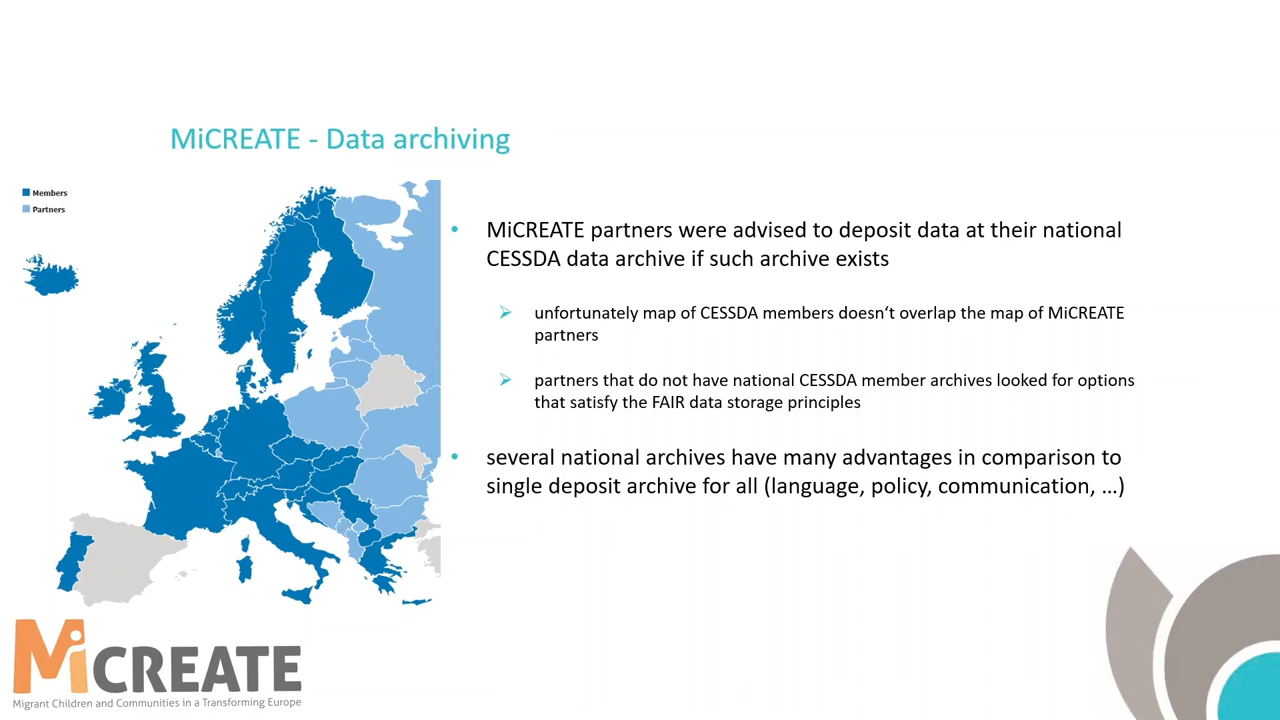 MiCREATE - Data archiving
Members
Partners
MiCREATE partners were advised to deposit data at their national
CESSDA data archive if such archive exists
unfortunately map of CESSDA members doesn‘t overlap the map of MiCREATE
partners
partners that do not have national CESSDA member archives looked for options
that satisfy the FAIR data storage principles
several national archives have many advantages in comparison to
single deposit archive for all (language, policy, communication, …)
MiCREATE
Migrant Children and Communities in a Transforming Europe